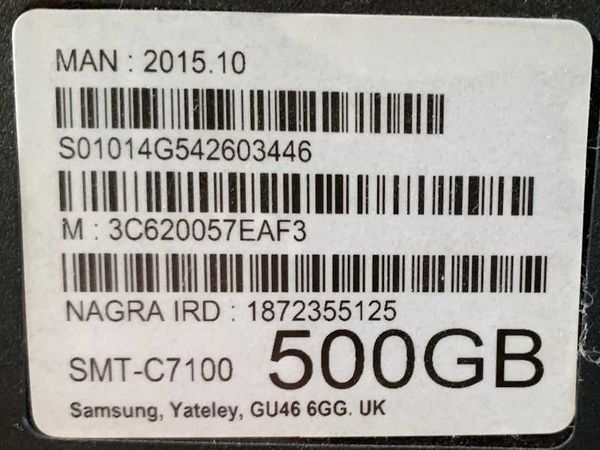 MAN : 2015.10
S01014G542603446
M : 3C620057EAF3
NAGRA IRD : 1872355125
SMT-C7100 500GB
Samsung, Yateley, GU46 6GG. UK